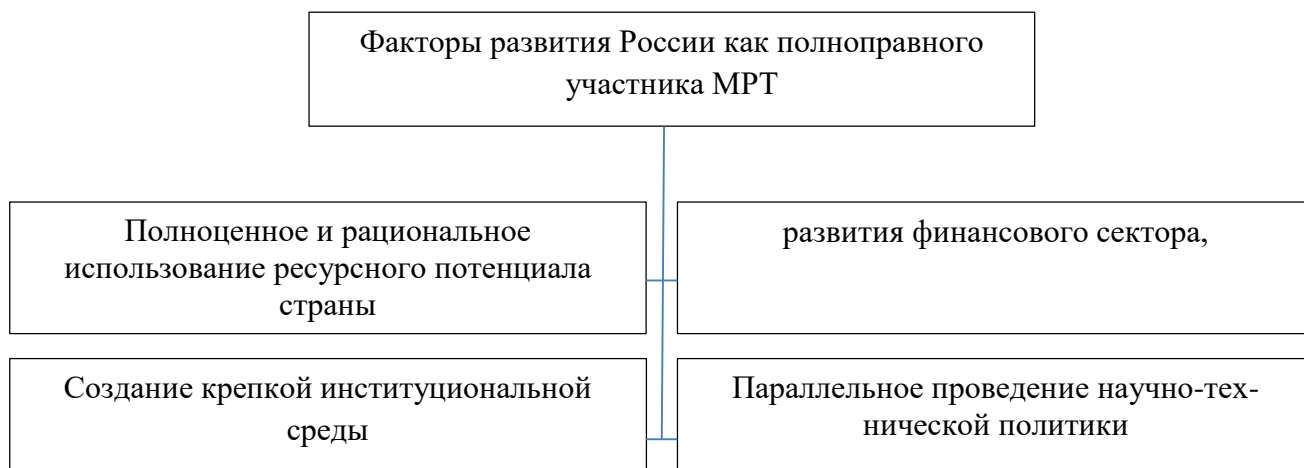 Факторы развития России как полноправного
участника МРТ
Полноценное и рациональное
использование ресурсного потенциала
страны
развития финансового сектора,
Создание крепкой институциональной
среды
Параллельное проведение научно-тех-
нической политики